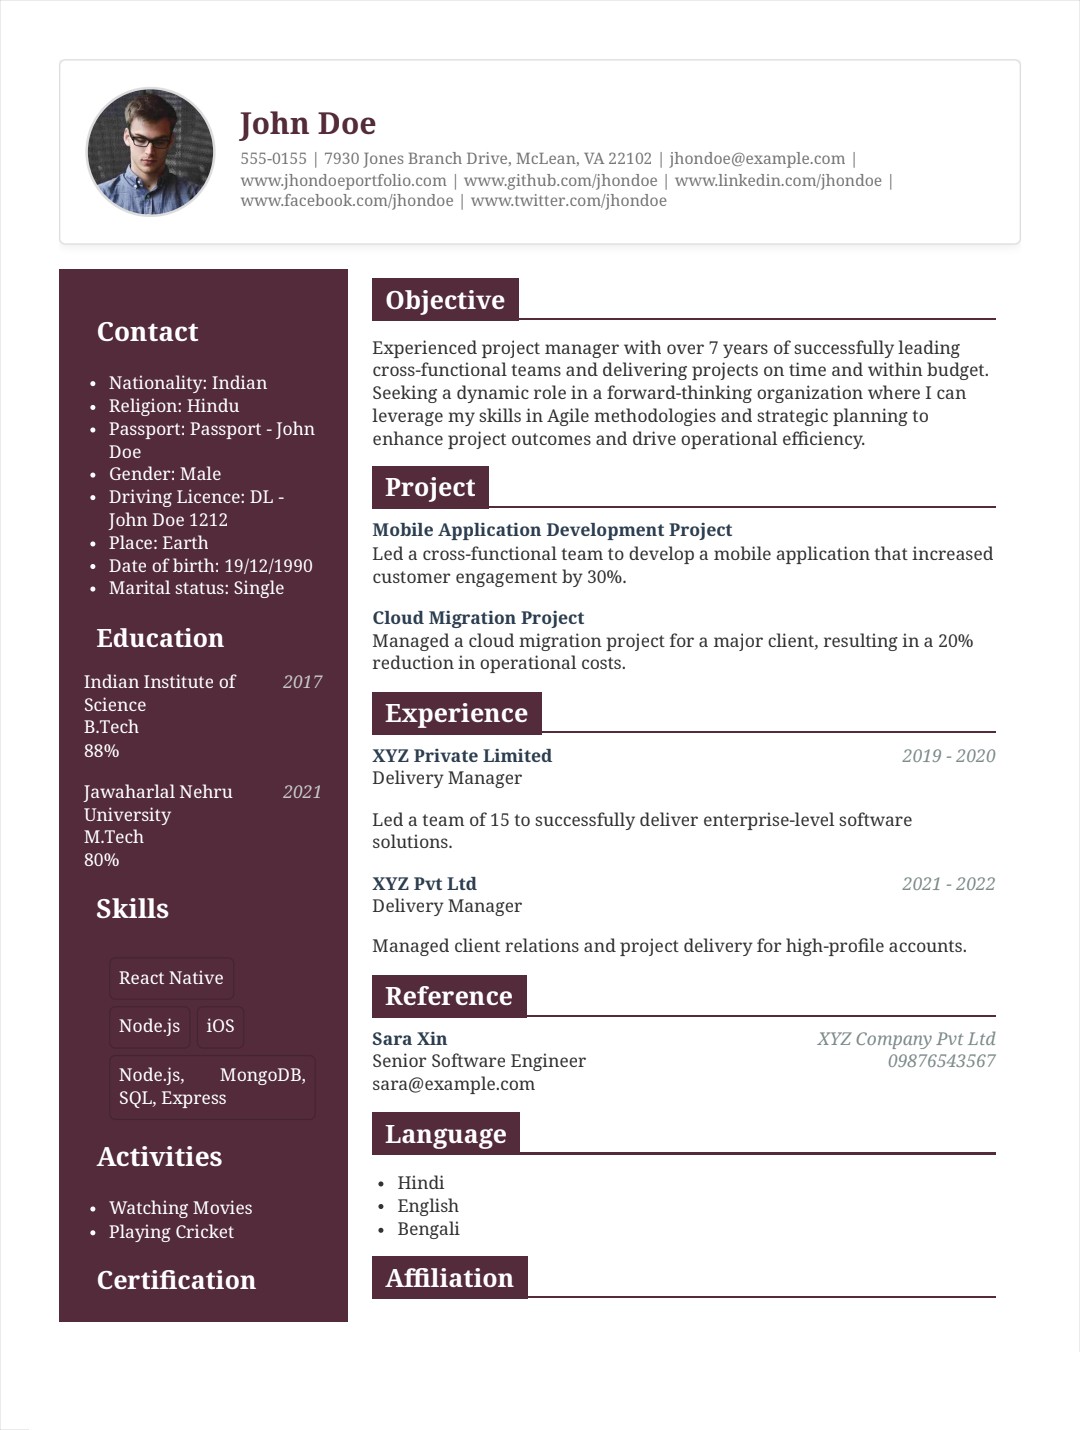 John Doe
555-0155 | 7930 Jones Branch Drive, McLean, VA 22102 | jhondoe@example.com |
www.jhondoeportfolio.com | www.github.com/jhondoe | www.linkedin.com/jhondoe |
www.facebook.com/jhondoe | www.twitter.com/jhondoe
Contact
• Nationality: Indian
• Religion: Hindu
• Passport: Passport - John
Doe
• Gender: Male
• Driving Licence: DL -
John Doe 1212
• Place: Earth
• Date of birth: 19/12/1990
• Marital status: Single
Education
Indian Institute of 2017
Science
B.Tech
88%
Jawaharlal Nehru 2021
University
M.Tech
80%
Skills
React Native
Node.js iOS
Node.js, MongoDB,
SQL, Express
Activities
• Watching Movies
• Playing Cricket
Certification
Objective
Experienced project manager with over 7 years of successfully leading
cross-functional teams and delivering projects on time and within budget.
Seeking a dynamic role in a forward-thinking organization where I can
leverage my skills in Agile methodologies and strategic planning to
enhance project outcomes and drive operational efficiency.
Project
Mobile Application Development Project
Led a cross-functional team to develop a mobile application that increased
customer engagement by 30%.
Cloud Migration Project
Managed a cloud migration project for a major client, resulting in a 20%
reduction in operational costs.
Experience
XYZ Private Limited 2019 - 2020
Delivery Manager
Led a team of 15 to successfully deliver enterprise-level software
solutions.
XYZ Pvt Ltd 2021 - 2022
Delivery Manager
Managed client relations and project delivery for high-profile accounts.
Reference
Sara Xin XYZ Company Pvt Ltd
Senior Software Engineer 09876543567
sara@example.com
Language
• Hindi
• English
• Bengali
Affiliation